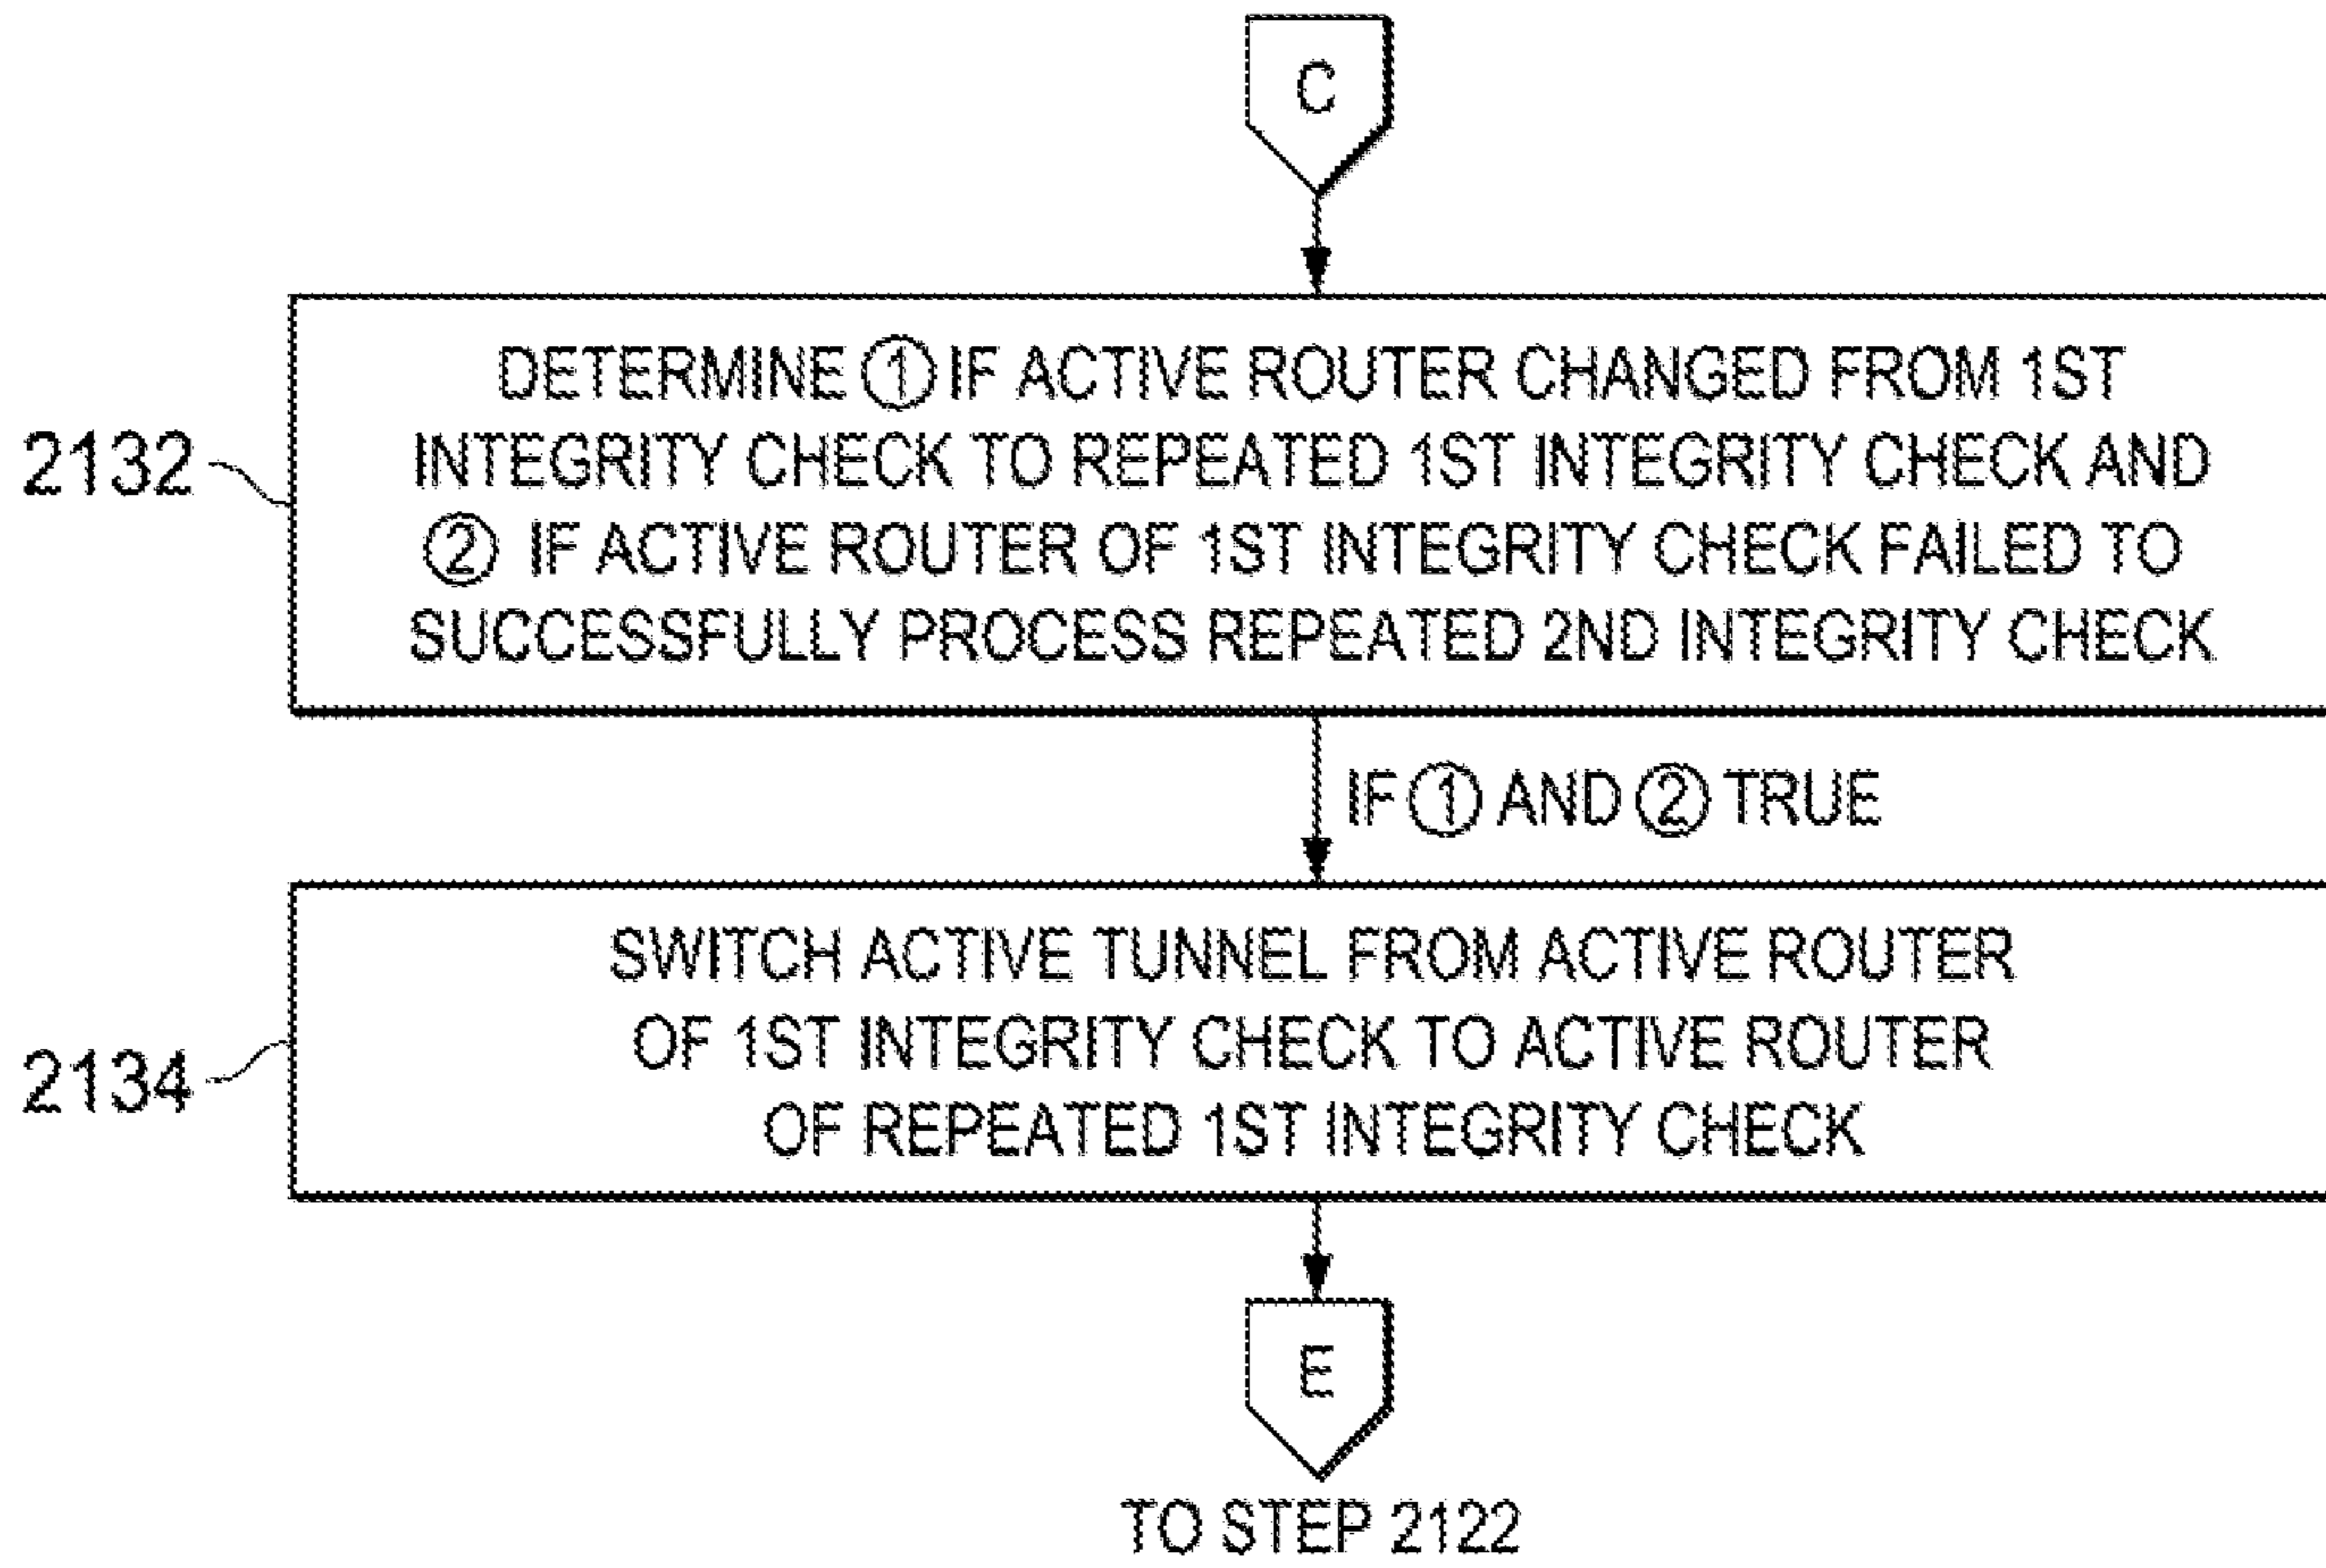 C
DETERMINE ① IF ACTIVE ROUTER CHANGED FROM 1ST
INTEGRITY CHECK TO REPEATED 1ST INTEGRITY CHECK AND
② IF ACTIVE ROUTER OF 1ST INTEGRITY CHECK FAILED TO
SUCCESSFULLY PROCESS REPEATED 2ND INTEGRITY CHECK
2132
IF ① AND ② TRUE
SWITCH ACTIVE TUNNEL FROM ACTIVE ROUTER
OF 1ST INTEGRITY CHECK TO ACTIVE ROUTER
OF REPEATED 1ST INTEGRITY CHECK
2134
E
TO STEP 2122